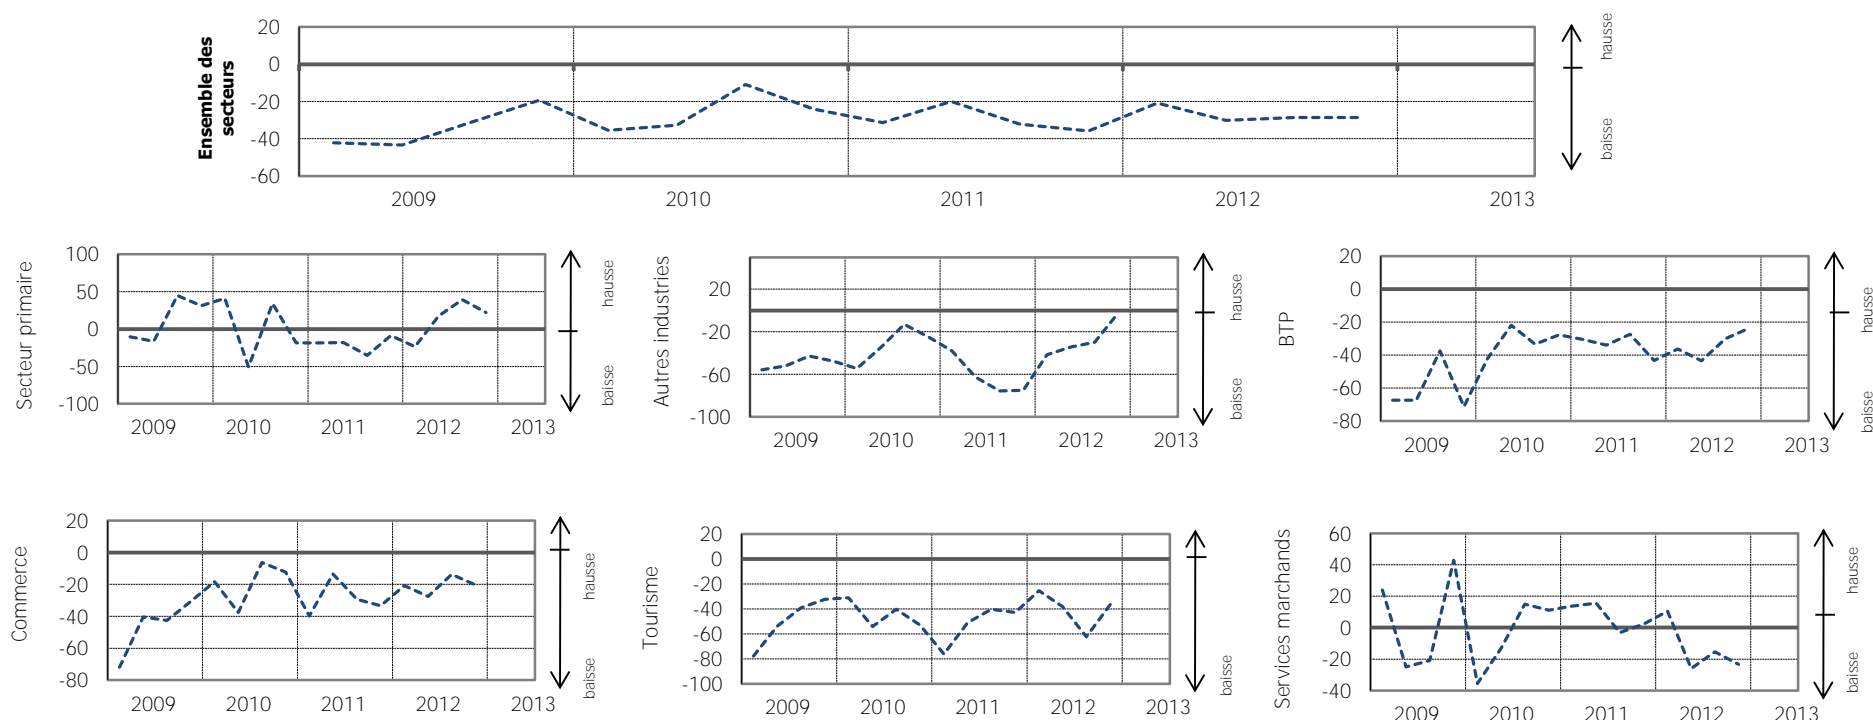 Ensemble des
secteurs
20
0
-20
-40
-60
2009 2010 2011 2012 2013
hausse
baisse
Secteur primaire
100
50
0
-50
-100
2009 2010 2011 2012 2013
hausse
baisse
Autres industries
20
-20
-60
-100
2009 2010 2011 2012 2013
hausse
baisse
BTP
20
0
-20
-40
-60
-80
2009 2010 2011 2012 2013
hausse
baisse
Commerce
20
0
-20
-40
-60
-80
2009 2010 2011 2012 2013
hausse
baisse
Tourisme
20
0
-20
-40
-60
-80
-100
2009 2010 2011 2012 2013
baisse
Services marchands
60
40
20
0
-20
-40
2009 2010 2011 2012 2013
hausse
baisse